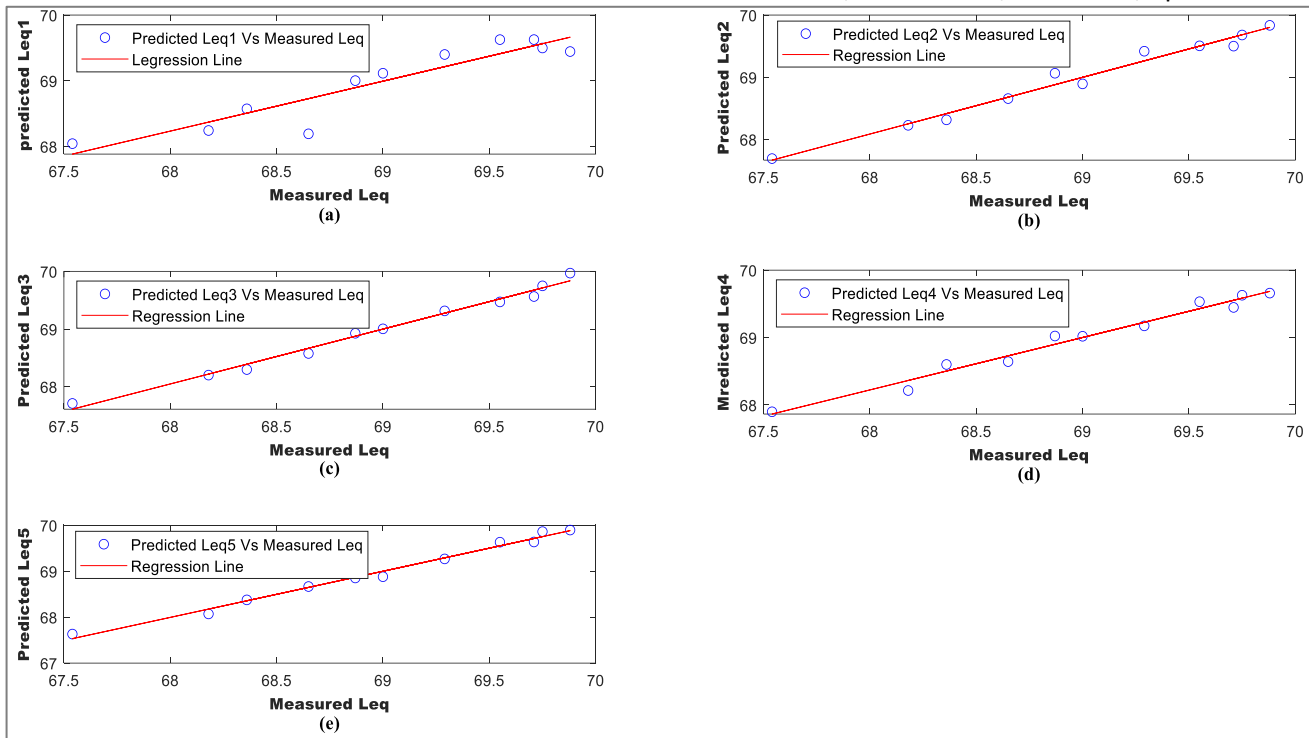 Predicted Leq1 Vs Measured Leq
Legression Line
predicted Leq1
69
68
67.5 68 68.5 69 69.5 70
Measured Leq
(a)
Predicted Leq2 Vs Measured Leq
Regression Line
Predicted Leq2
69
68
67.5 68 68.5 69 69.5 70
Measured Leq
(b)
Predicted Leq3 Vs Measured Leq
Regression Line
Predicted Leq3
70
69
68
67.5 68 68.5 69 69.5 70
Measured Leq
(c)
Predicted Leq4 Vs Measured Leq
Regression Line
Mredicted Leq4
70
69
68
67.5 68 68.5 69 69.5 70
Measured Leq
(d)
Predicted Leq5 Vs Measured Leq
Regression Line
Predicted Leq5
70
69
68
67
67.5 68 68.5 69 69.5 70
Measured Leq
(e)